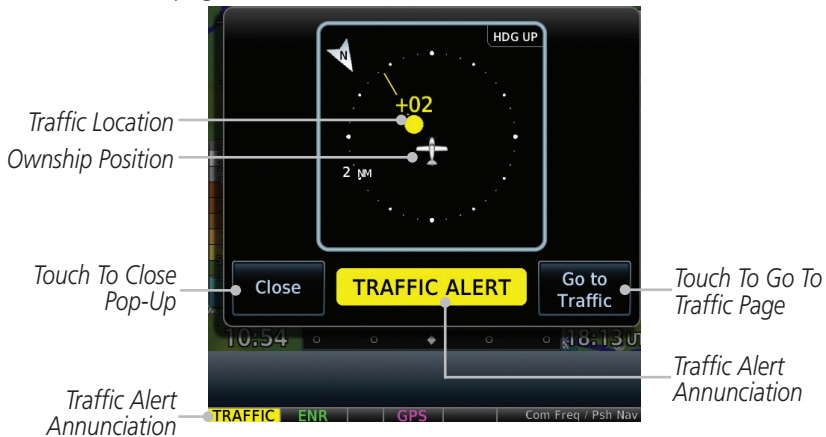 HDG UP
N
+02
Traffic Location
Ownship Position
2 NM
Touch To Close
Pop-Up
Close
TRAFFIC ALERT
Go to
Traffic
Touch To Go To
Traffic Page
10:54
18:13
Traffic Alert
Annunciation
Traffic Alert
Annunciation
TRAFFIC ENR GPS Com Freq / Psh Nav